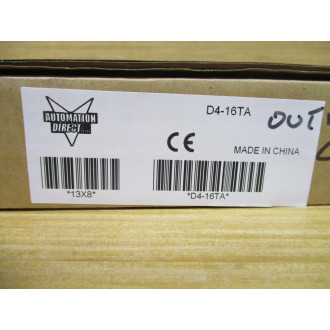 AUTOMATION
DIRECT
D4-16TA
CE
MADE IN CHINA
*13X8*
*D4-16TA*
OUT